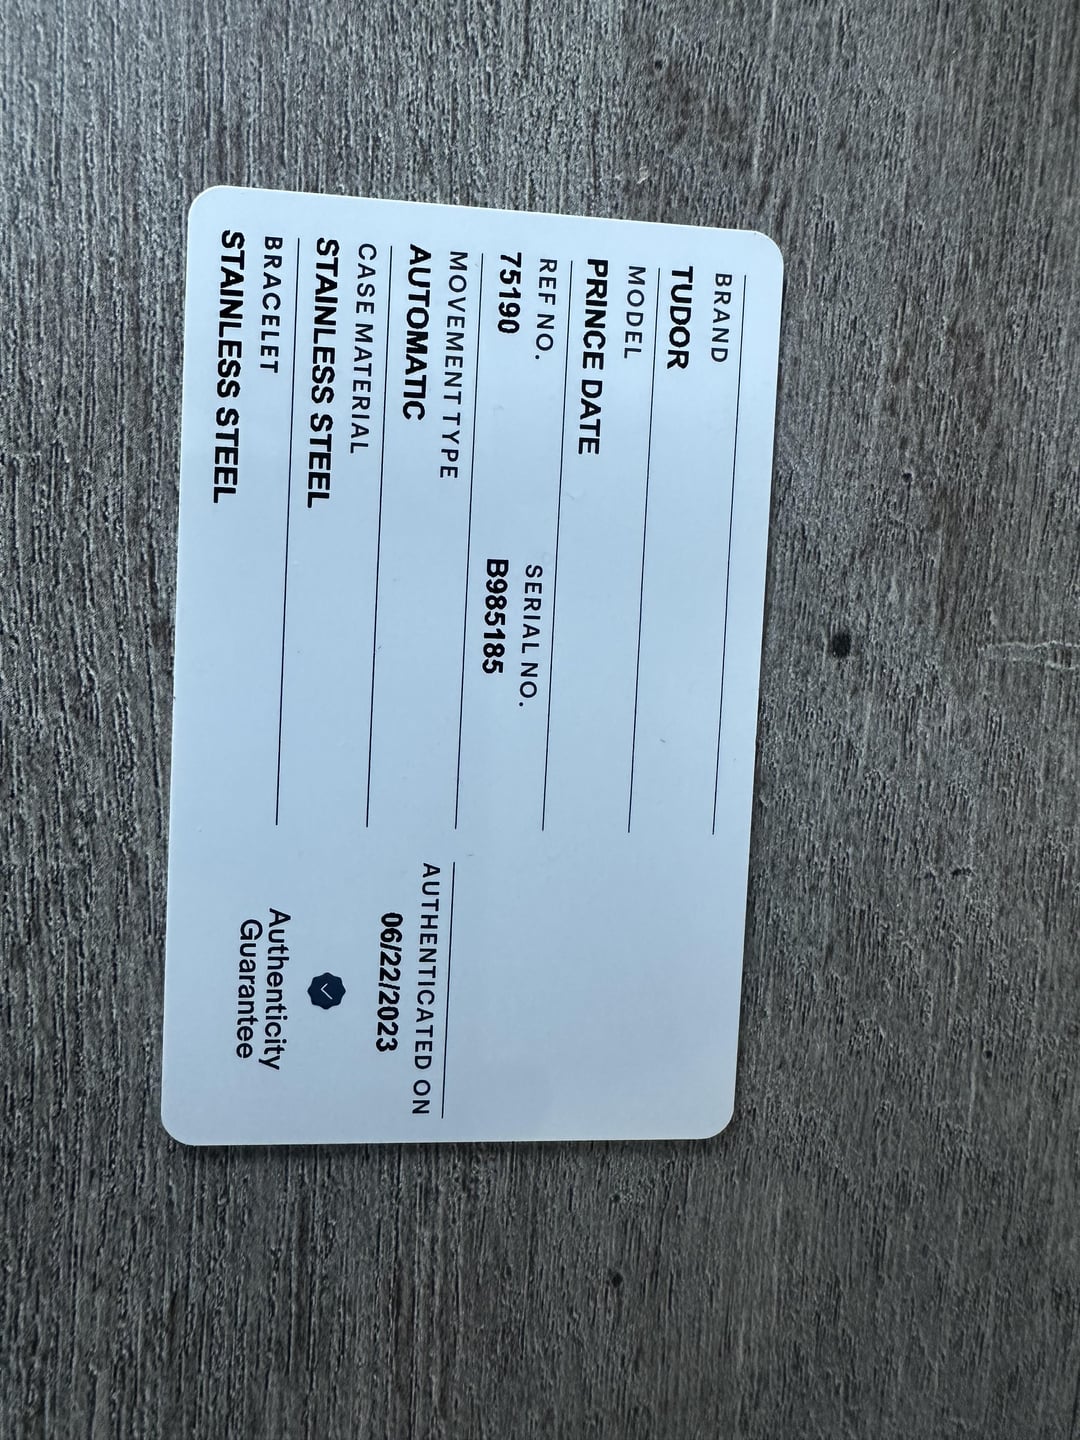 BRAND
TUDOR
MODEL
PRINCE DATE
REF NO.
75190
SERIAL NO.
B985185
MOVEMENT TYPE
AUTOMATIC
CASE MATERIAL
STAINLESS STEEL
BRACELET
STAINLESS STEEL
AUTHENTICATED ON
06/22/2023
Authenticity
Guarantee